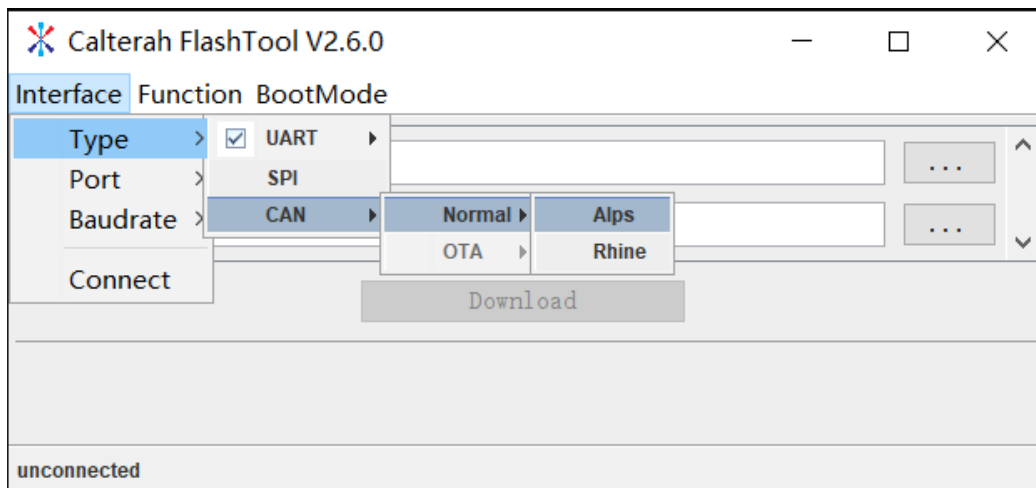 Calterah FlashTool V2.6.0
Interface Function BootMode
Type UART
Port SPI
Baudrate CAN Normal Alps
OTA Rhine
Connect
...
...
Download
unconnected